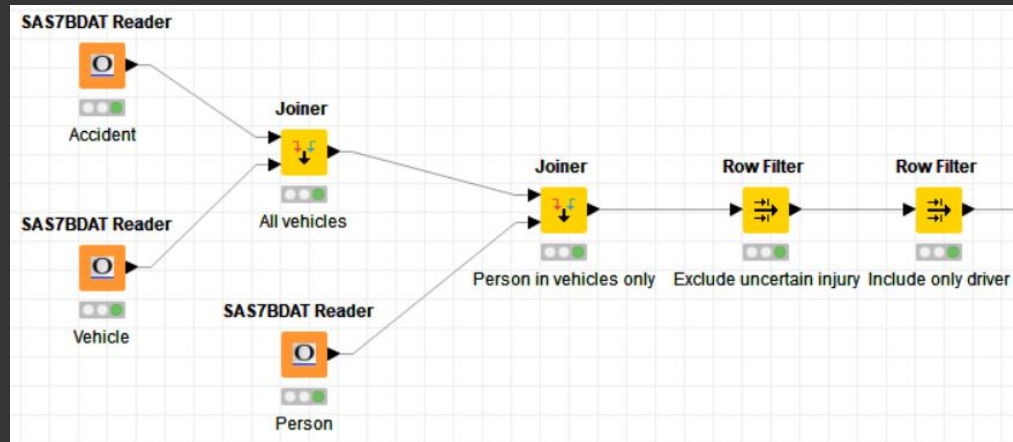 SAS7BDAT Reader
O
Accident
Joiner
All vehicles
SAS7BDAT Reader
O
Vehicle
SAS7BDAT Reader
O
Person
Joiner
Person in vehicles only
Row Filter
Exclude uncertain injury
Row Filter
Include only driver